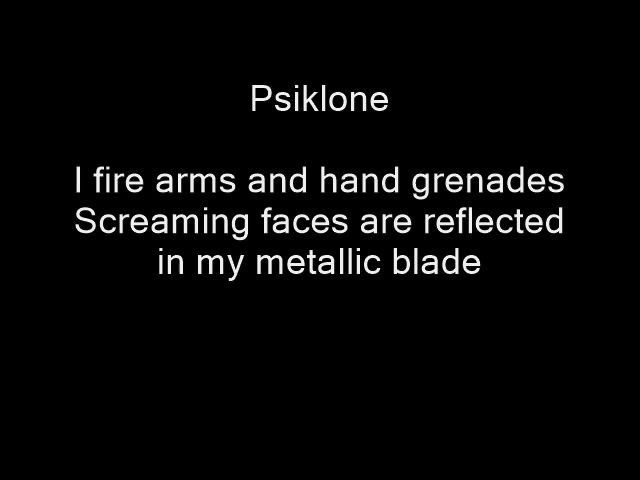 Psiklone
I fire arms and hand grenades
Screaming faces are reflected
in my metallic blade